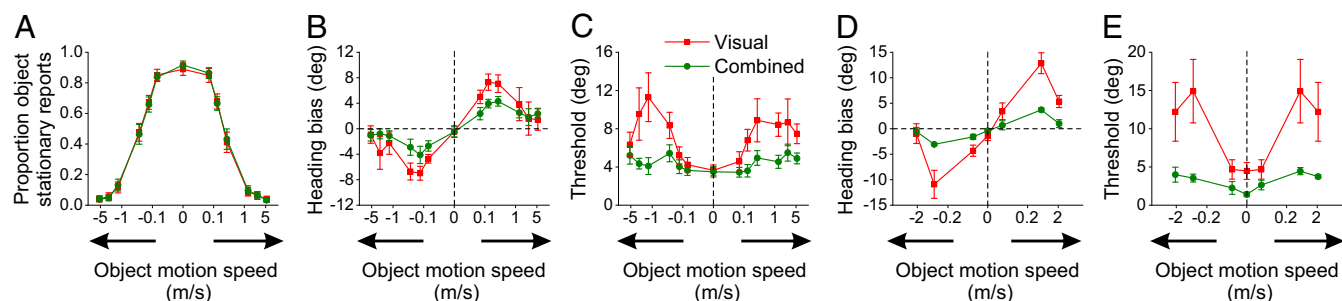 A
Proportion object
stationary reports
1.0
0.8
0.6
0.4
0.2
0.0
-5 -1 -0.1 0 0.1 1 5
Object motion speed
(m/s)
B
Heading bias (deg)
12
8
4
0
-4
-8
-12
-5 -1 -0.1 0 0.1 1 5
Object motion speed
(m/s)
C
Threshold (deg)
16
12
8
4
0
Visual
Combined
-5 -1 -0.1 0 0.1 1 5
Object motion speed
(m/s)
D
Heading bias (deg)
15
10
5
0
-5
-10
-15
-2 -0.2 0 0.2 2
Object motion speed
(m/s)
E
Threshold (deg)
20
15
10
5
0
-2 -0.2 0 0.2 2
Object motion speed
(m/s)